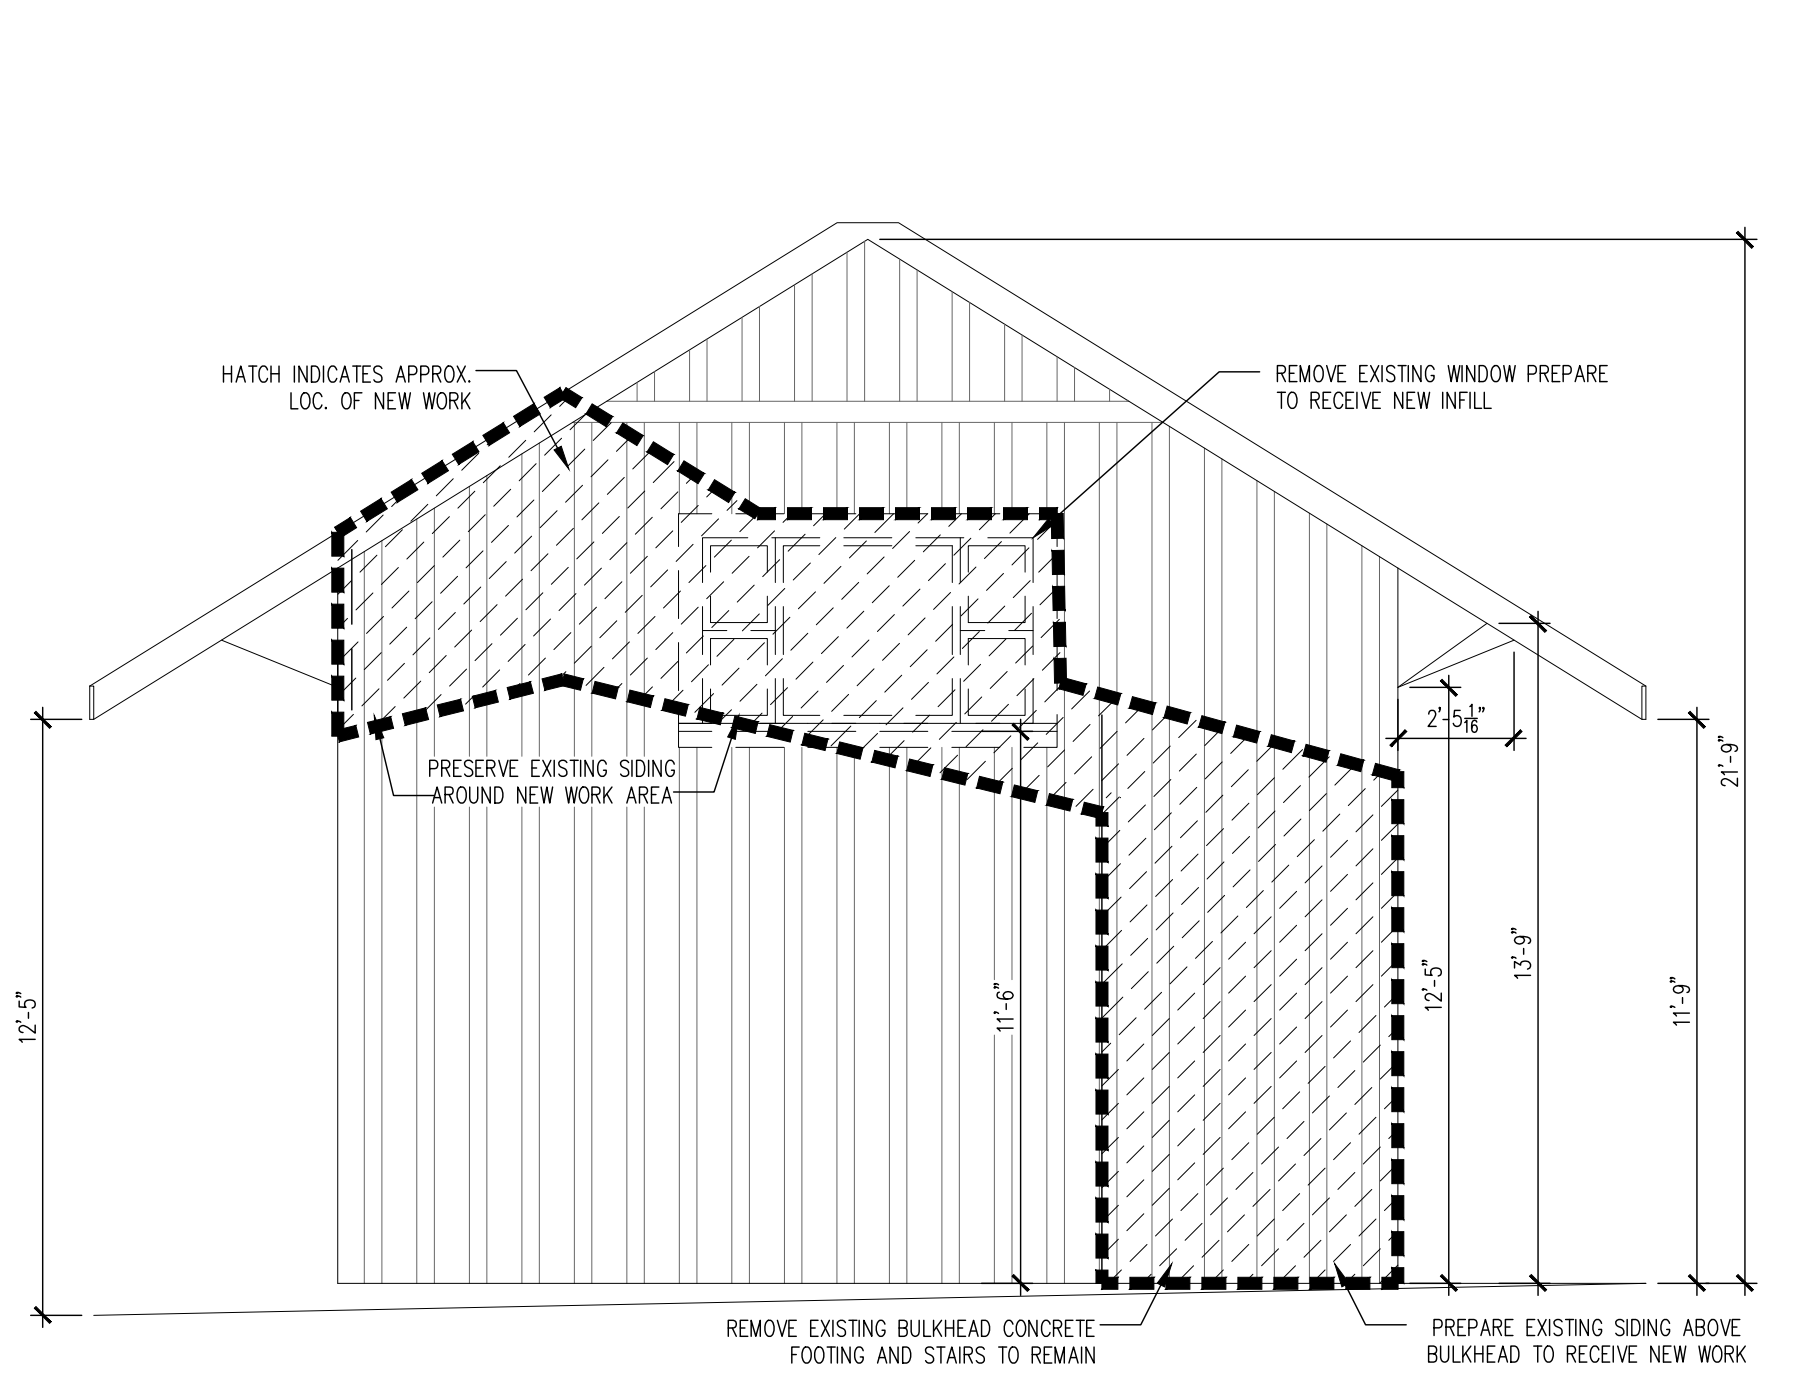 HATCH INDICATES APPROX.
LOC. OF NEW WORK
REMOVE EXISTING WINDOW PREPARE
TO RECEIVE NEW INFILL
PRESERVE EXISTING SIDING
AROUND NEW WORK AREA
2'-5 1/16"
21'-9"
12'-5"
11'-6"
12'-5"
13'-9"
11'-9"
REMOVE EXISTING BULKHEAD CONCRETE
FOOTING AND STAIRS TO REMAIN
PREPARE EXISTING SIDING ABOVE
BULKHEAD TO RECEIVE NEW WORK